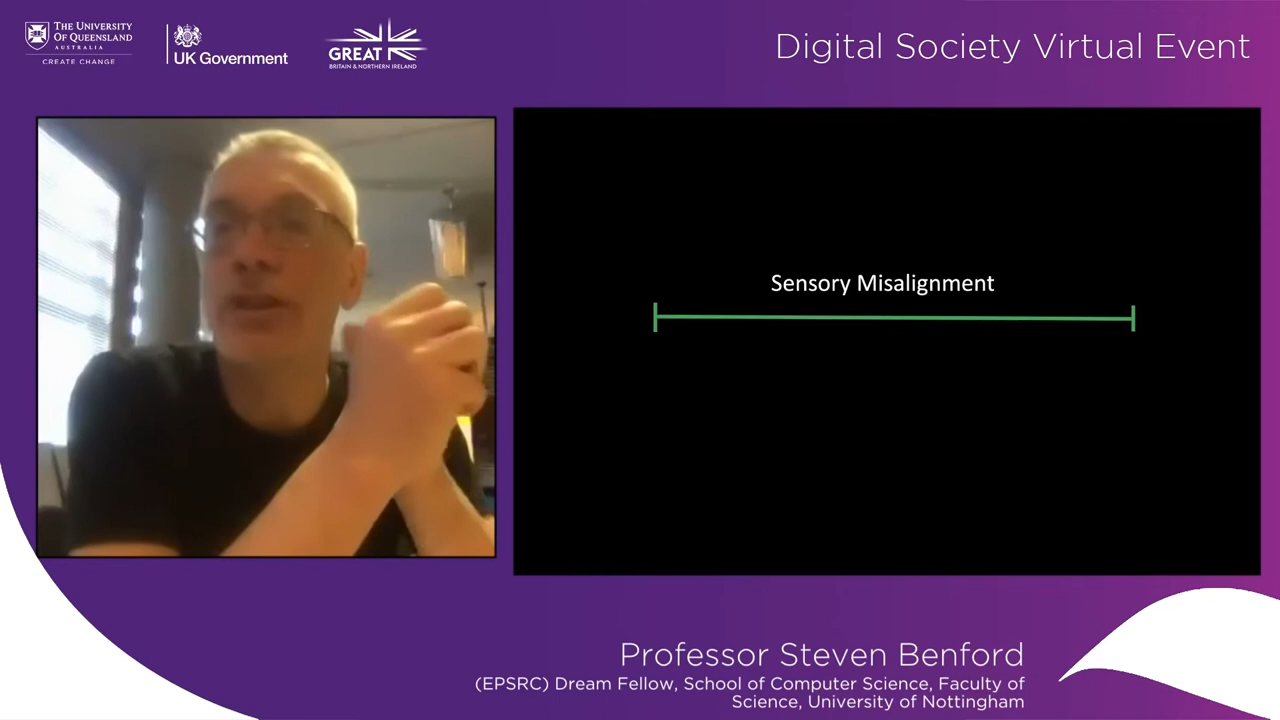 THE UNIVERSITY
OF QUEENSLAND
AUSTRALIA
CREATE CHANGE
UK Government
GREAT
BRITAIN & NORTHERN IRELAND
Digital Society Virtual Event
Sensory Misalignment
Professor Steven Benford
(EPSRC) Dream Fellow, School of Computer Science, Faculty of
Science, University of Nottingham